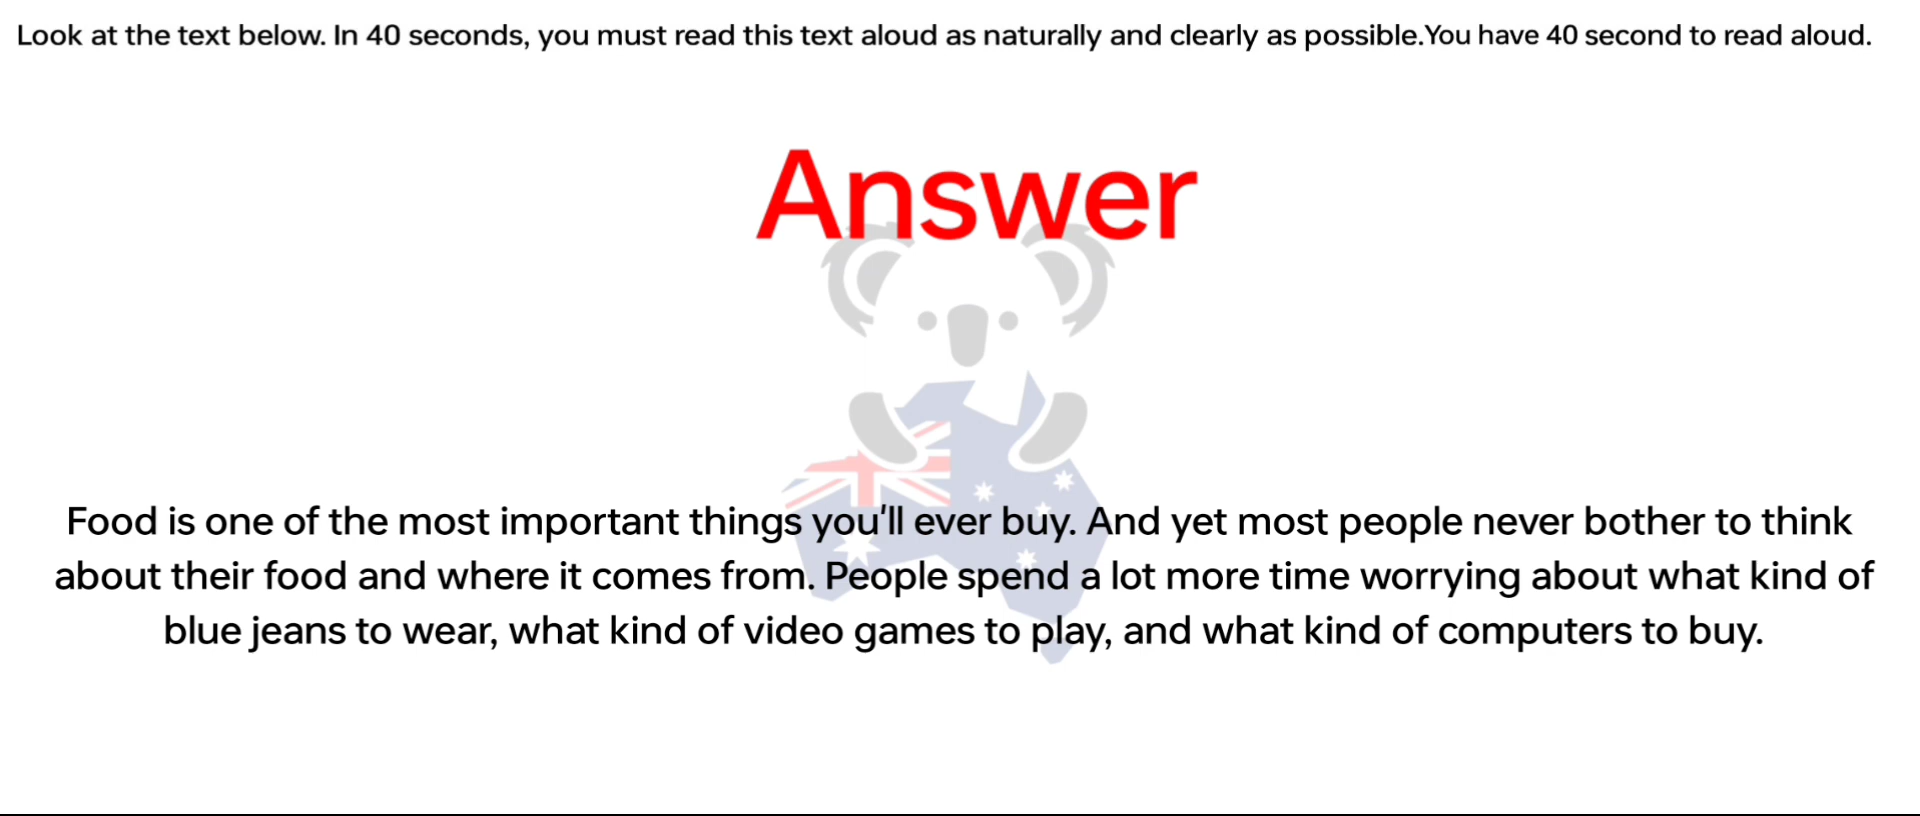 Look at the text below. In 40 seconds, you must read this text aloud as naturally and clearly as possible.You have 40 second to read aloud.
Answer
Food is one of the most important things you'll ever buy. And yet most people never bother to think
about their food and where it comes from. People spend a lot more time worrying about what kind of
blue jeans to wear, what kind of video games to play, and what kind of computers to buy.